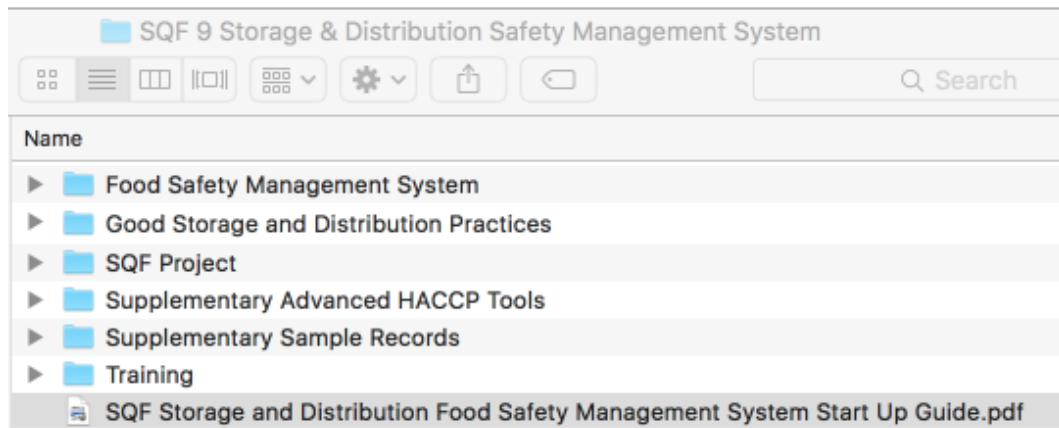 SQF 9 Storage & Distribution Safety Management System
Search
Name
Food Safety Management System
Good Storage and Distribution Practices
SQF Project
Supplementary Advanced HACCP Tools
Supplementary Sample Records
Training
SQF Storage and Distribution Food Safety Management System Start Up Guide.pdf